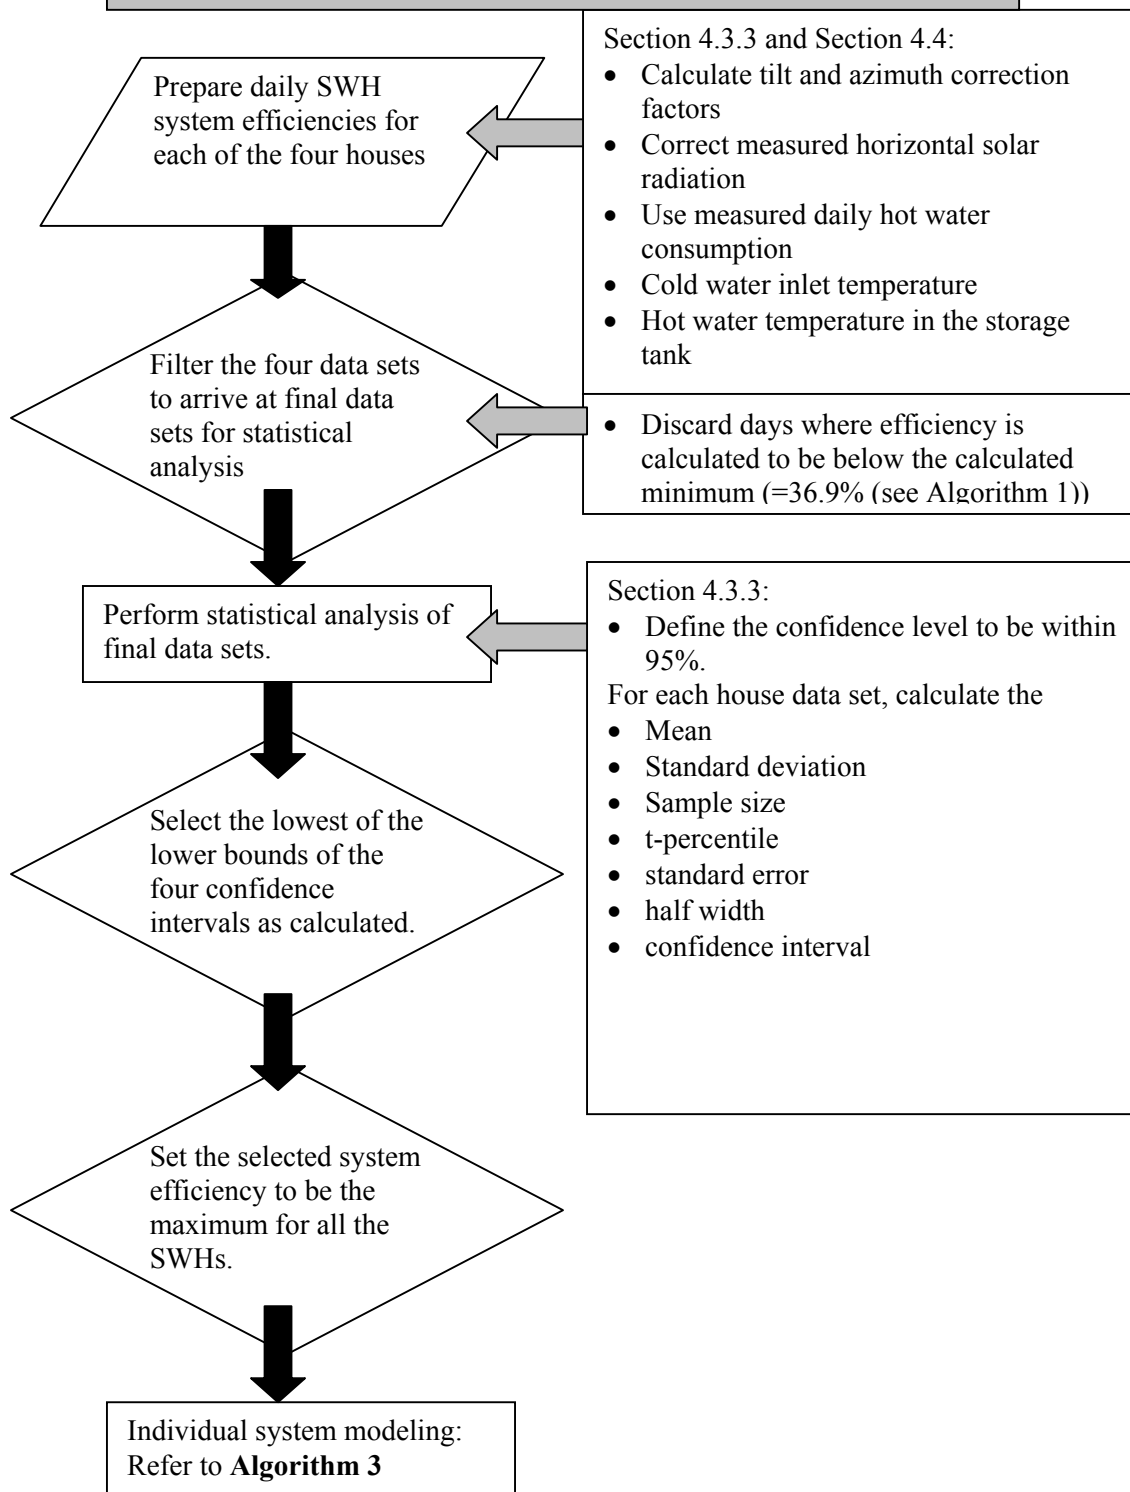 Prepare daily SWH
system efficiencies for
each of the four houses
Section 4.3.3 and Section 4.4:
• Calculate tilt and azimuth correction
factors
• Correct measured horizontal solar
radiation
• Use measured daily hot water
consumption
• Cold water inlet temperature
• Hot water temperature in the storage
tank
Filter the four data sets
to arrive at final data
sets for statistical
analysis
• Discard days where efficiency is
calculated to be below the calculated
minimum (=36.9% (see Algorithm 1))
Perform statistical analysis of
final data sets.
Section 4.3.3:
• Define the confidence level to be within
95%.
For each house data set, calculate the
• Mean
• Standard deviation
• Sample size
• t-percentile
• standard error
• half width
• confidence interval
Select the lowest of the
lower bounds of the
four confidence
intervals as calculated.
Set the selected system
efficiency to be the
maximum for all the
SWHs.
Individual system modeling:
Refer to Algorithm 3